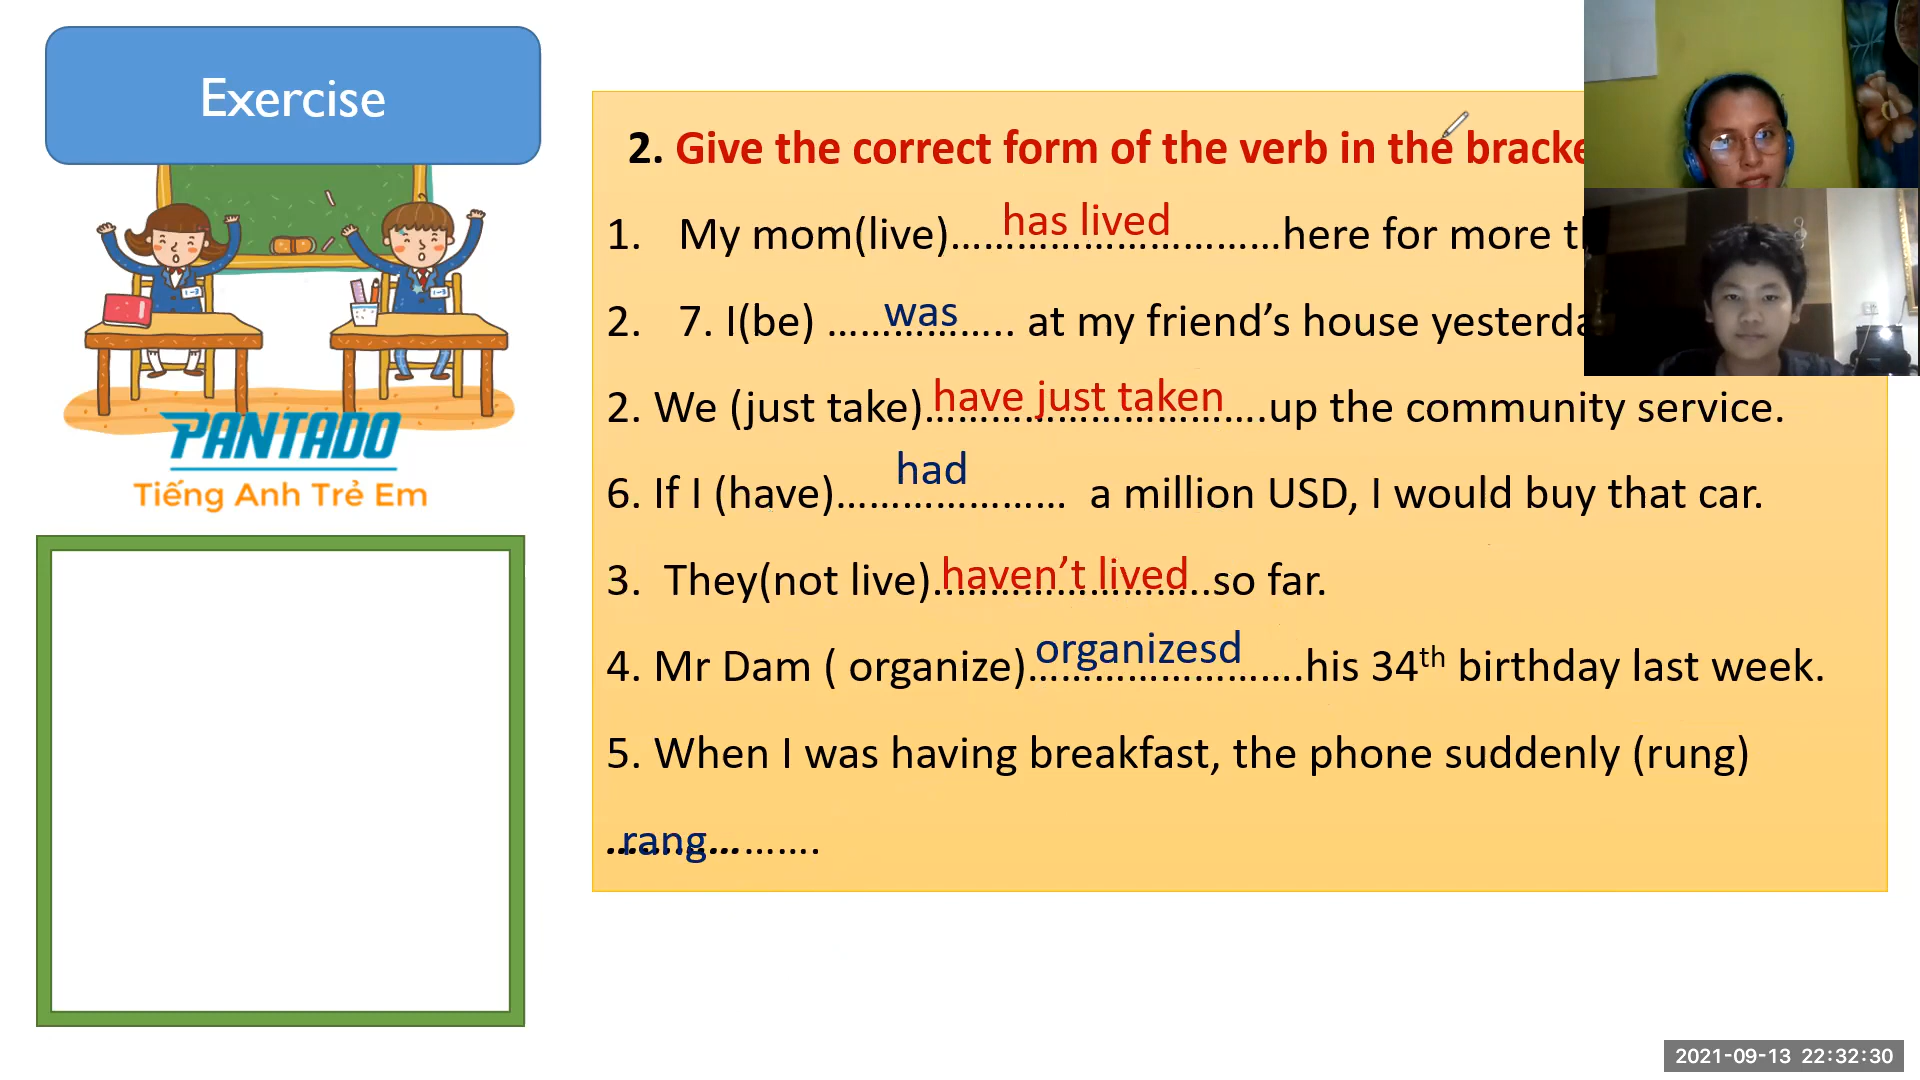 Exercise
PANTADO
Tiếng Anh Trẻ Em
2. Give the correct form of the verb in the
1. My mom(live)..............................here for more
has lived
2. 7. I(be) ................. at my friend’s house
was
2. We (just take)..............................up the community service.
have just taken
6. If I (have)..................... a million USD, I would buy that car.
had
3. They(not live).........................so far.
haven’t lived
4. Mr Dam ( organize).........................his 34th birthday last week.
organizesd
5. When I was having breakfast, the phone suddenly (rung)
....................
rang
2021-09-13 22:32:30